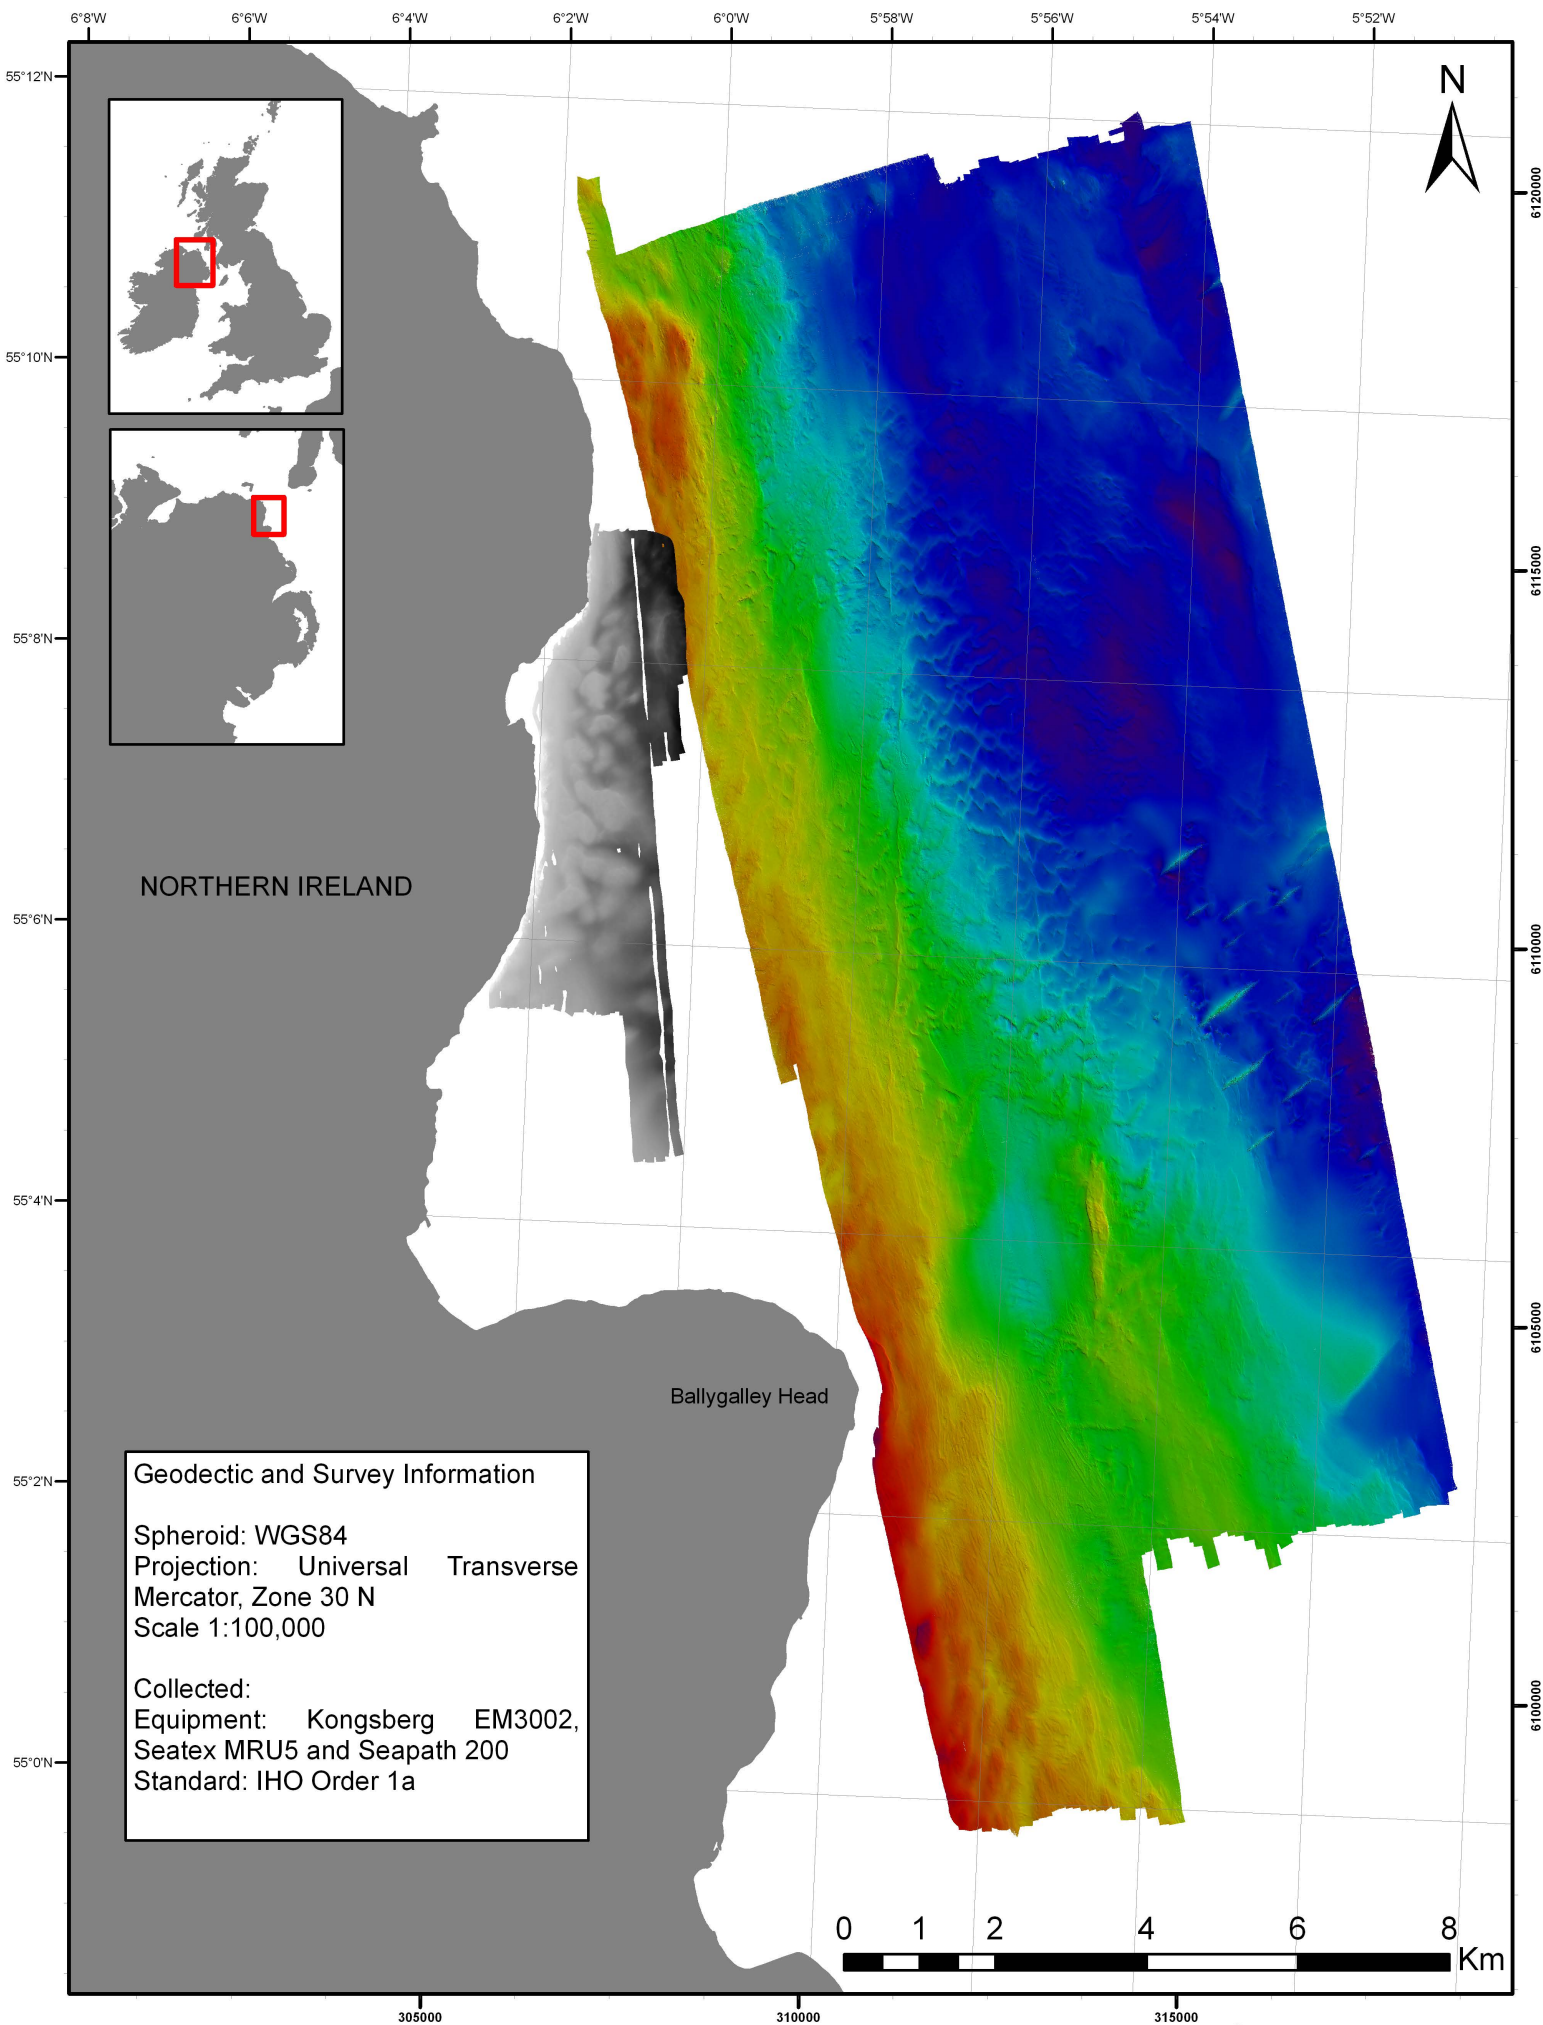 6°8'W 6°6'W 6°4'W 6°2'W 6°0'W 5°58'W 5°56'W 5°54'W 5°52'W
55°12'N
N
6120000
55°10'N
6115000
55°8'N
NORTHERN IRELAND
55°6'N
6110000
55°4'N
6105000
Ballygalley Head
55°2'N
Geodectic and Survey Information
Spheroid: WGS84
Projection: Universal Transverse
Mercator, Zone 30 N
Scale 1:100,000
Collected:
Equipment: Kongsberg EM3002,
Seatex MRU5 and Seapath 200
Standard: IHO Order 1a
6100000
55°0'N
0 1 2 4 6 8
Km
305000 310000 315000